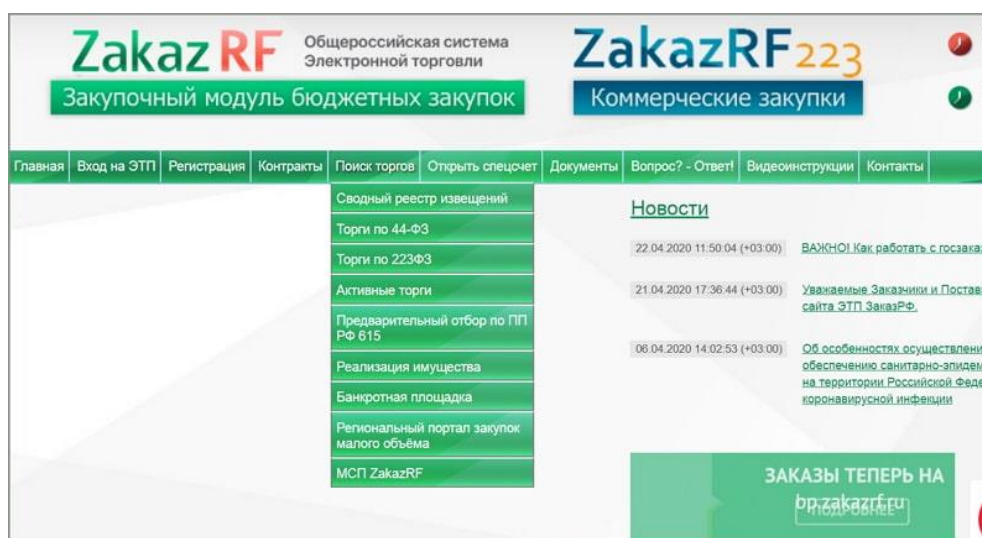 ZakazRF
Общероссийская система
Электронной торговли
Закупочный модуль бюджетных закупок
ZakazRF223
Коммерческие закупки
Главная Вход на ЭТП Регистрация Контракты Поиск торгов Открыть спецсчет Документы Вопрос? - Ответ! Видеоинструкции Контакты
Сводный реестр извещений
Торги по 44-ФЗ
Торги по 223ФЗ
Активные торги
Предварительный отбор по ПП
РФ 615
Реализация имущества
Банкротная площадка
Региональный портал закупок
малого объёма
МСП ZakazRF
Новости
22.04.2020 11:50:04 (+03:00) ВАЖНО! Как работать с госзаказ
21.04.2020 17:36:44 (+03:00) Уважаемые Заказчики и Постав
сайта ЭТП ЗаказРФ.
06.04.2020 14:02:53 (+03:00) Об особенностях осуществлени
обеспечению санитарно-эпидем
на территории Российской Феде
коронавирусной инфекции
ЗАКАЗЫ ТЕПЕРЬ НА
bp.zakazrf.ru
ПОДРОБНЕЕ